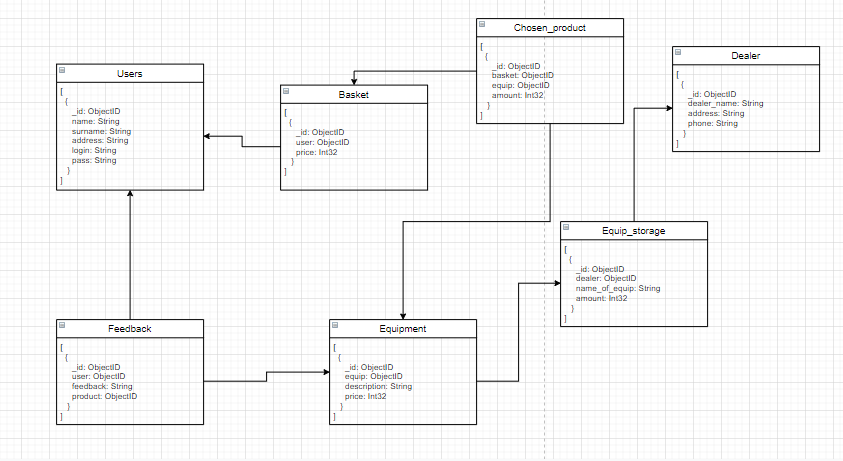 Users
[
{
_id: ObjectID
name: String
surname: String
address: String
login: String
pass: String
}
]
Basket
[
{
_id: ObjectID
user: ObjectID
price: Int32
}
]
Chosen_product
[
{
_id: ObjectID
basket: ObjectID
equip: ObjectID
amount: Int32
}
]
Dealer
[
{
_id: ObjectID
dealer_name: String
address: String
phone: String
}
]
Feedback
[
{
_id: ObjectID
user: ObjectID
feedback: String
product: ObjectID
}
]
Equipment
[
{
_id: ObjectID
equip: ObjectID
description: String
price: Int32
}
]
Equip_storage
[
{
_id: ObjectID
dealer: ObjectID
name_of_equip: String
amount: Int32
}
]